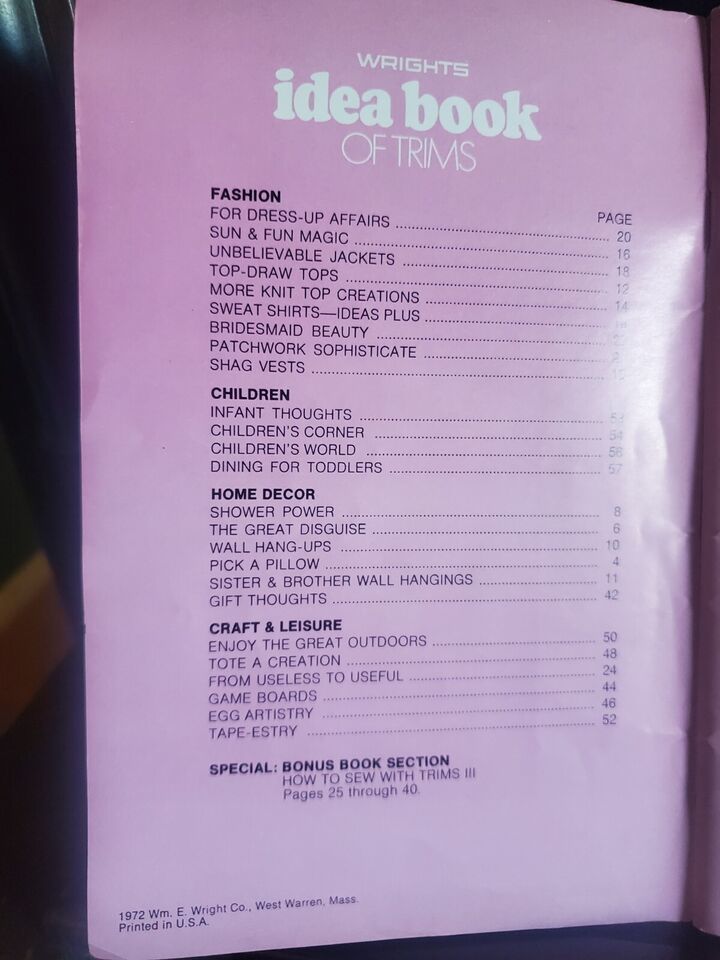 WRIGHTS
idea book
OF TRIMS
FASHION
PAGE
FOR DRESS-UP AFFAIRS 20
SUN & FUN MAGIC 16
UNBELIEVABLE JACKETS 18
TOP-DRAW TOPS 12
MORE KNIT TOP CREATIONS 14
SWEAT SHIRTS—IDEAS PLUS
BRIDESMAID BEAUTY
PATCHWORK SOPHISTICATE
SHAG VESTS
CHILDREN
INFANT THOUGHTS 53
CHILDREN'S CORNER 54
CHILDREN'S WORLD 56
DINING FOR TODDLERS 57
HOME DECOR
SHOWER POWER 8
THE GREAT DISGUISE 6
WALL HANG-UPS 10
PICK A PILLOW 4
SISTER & BROTHER WALL HANGINGS 11
GIFT THOUGHTS 42
CRAFT & LEISURE
ENJOY THE GREAT OUTDOORS 50
TOTE A CREATION 48
FROM USELESS TO USEFUL 24
GAME BOARDS 44
EGG ARTISTRY 46
TAPE-ESTRY 52
SPECIAL: BONUS BOOK SECTION
HOW TO SEW WITH TRIMS III
Pages 25 through 40.
1972 Wm. E. Wright Co., West Warren, Mass.
Printed in U.S.A.